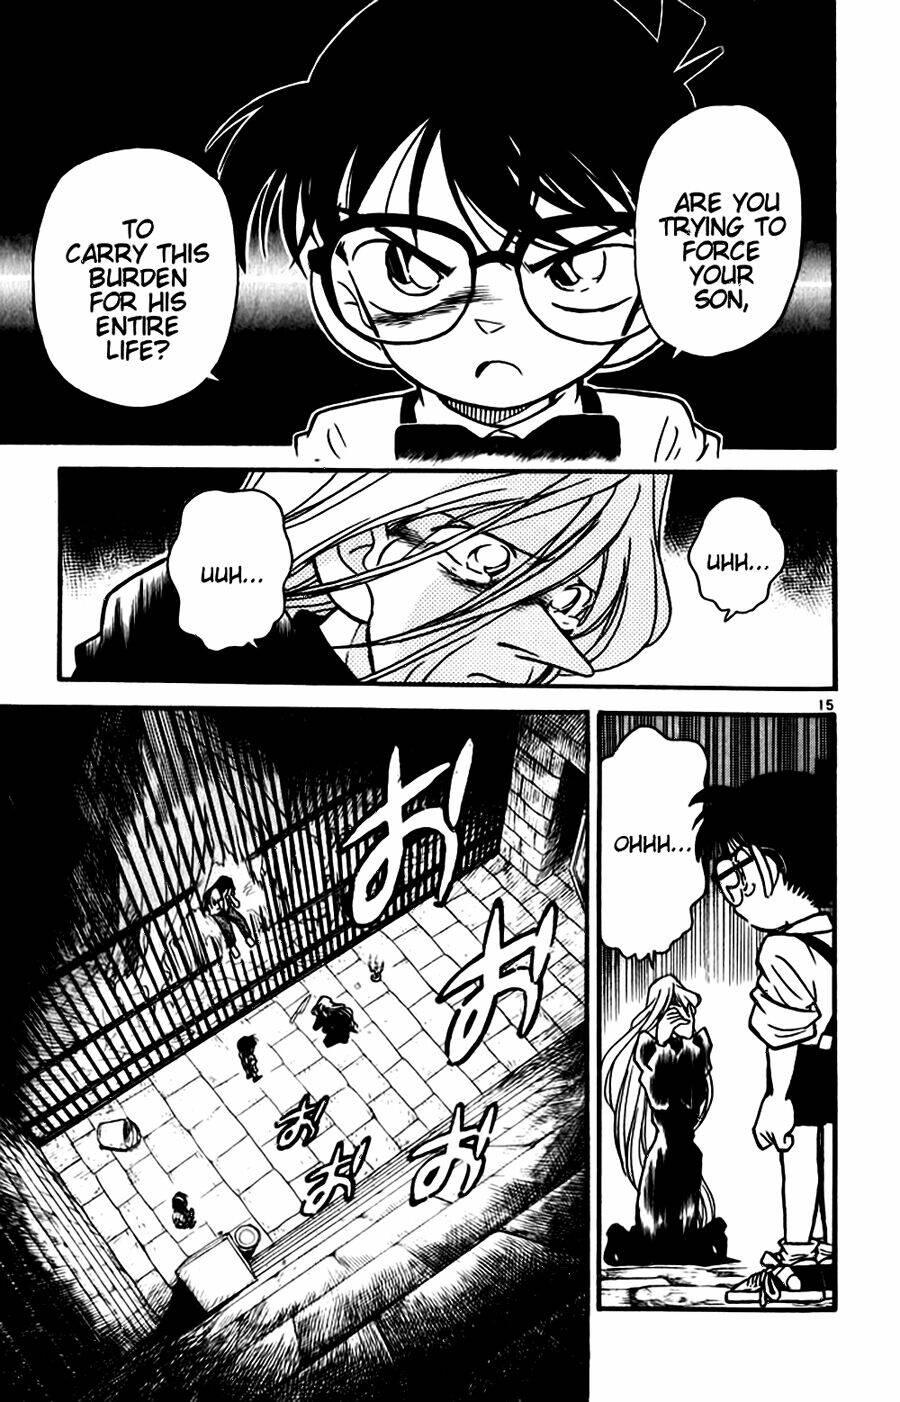 ARE YOU
TRYING TO
FORCE
YOUR
SON,
TO
CARRY THIS
BURDEN
FOR HIS
ENTIRE
LIFE?
UHH...
UUH...
15
OHHH...
お
お
お
お
お